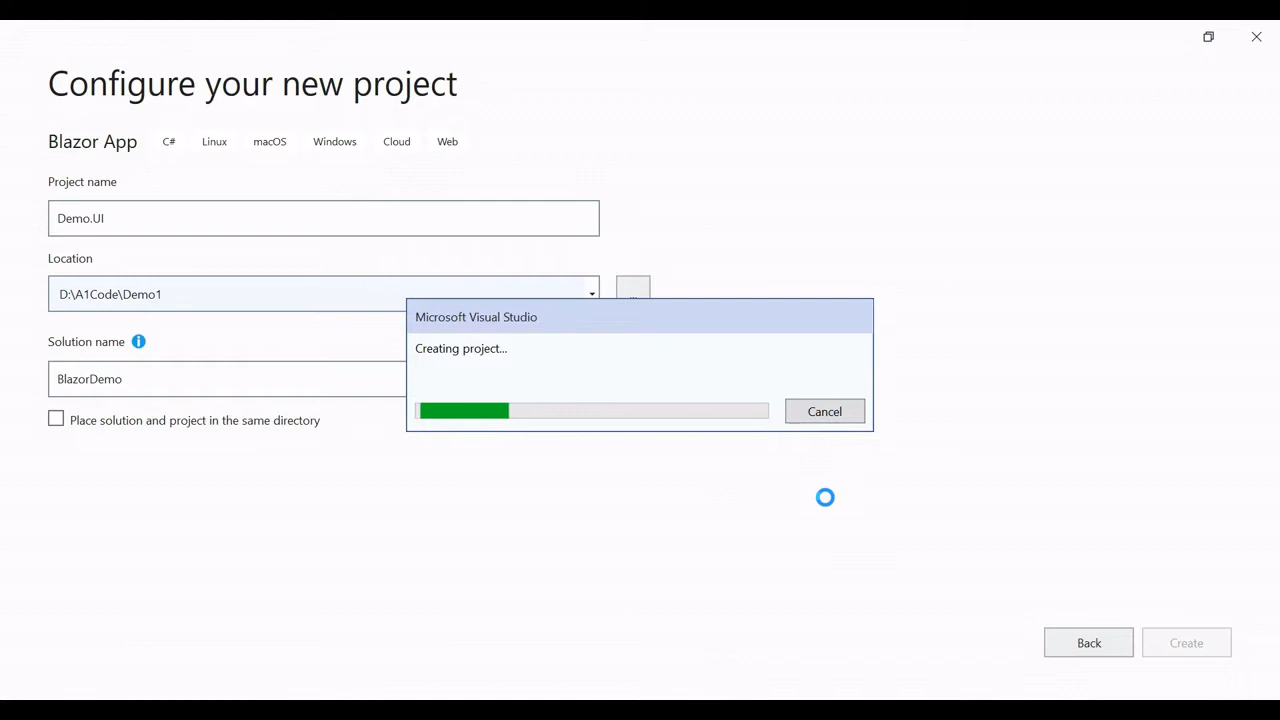 Configure your new project
Blazor App C# Linux macOS Windows Cloud Web
Project name
Demo.UI
Location
D:\A1Code\Demo1
...
Microsoft Visual Studio
Creating project...
Cancel
Solution name
BlazorDemo
Place solution and project in the same directory
Back
Create